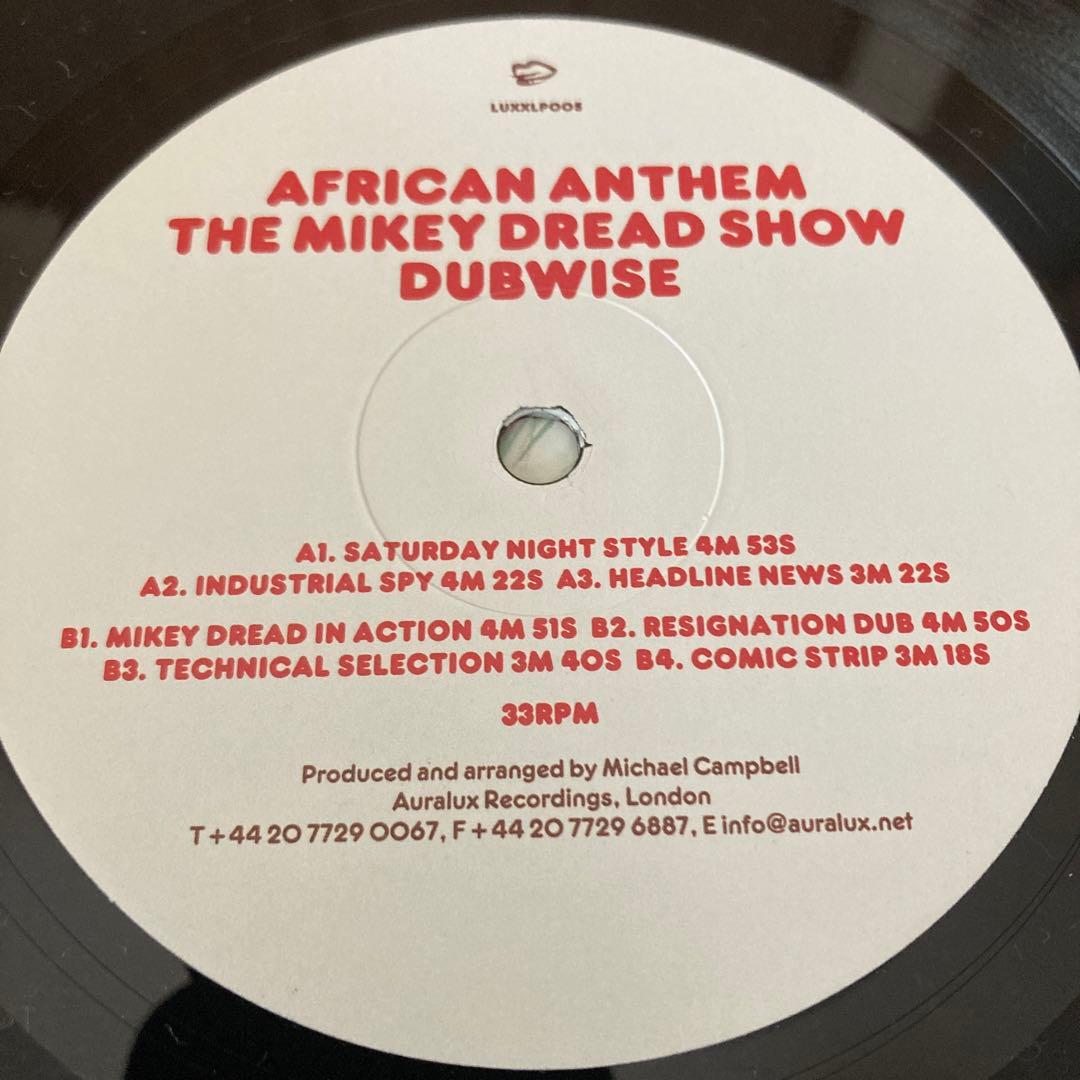 LUXXLP005
AFRICAN ANTHEM
THE MIKEY DREAD SHOW
DUBWISE
A1. SATURDAY NIGHT STYLE 4M 53S
A2. INDUSTRIAL SPY 4M 22S A3. HEADLINE NEWS 3M 22S
B1. MIKEY DREAD IN ACTION 4M 51S B2. RESIGNATION DUB 4M 50S
B3. TECHNICAL SELECTION 3M 40S B4. COMIC STRIP 3M 18S
33RPM
Produced and arranged by Michael Campbell
Auralux Recordings, London
T+44 20 7729 0067, F+44 20 7729 6887, E info@auralux.net